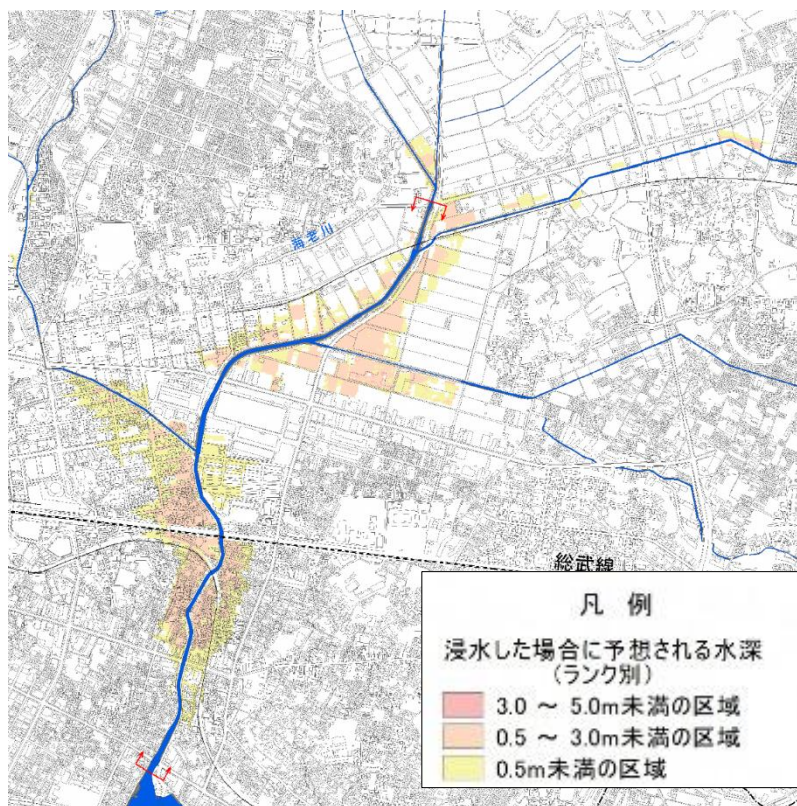 海老川
総武線
凡 例
浸水した場合に予想される水深
(ランク別)
3.0 ~ 5.0m未満の区域
0.5 ~ 3.0m未満の区域
0.5m未満の区域